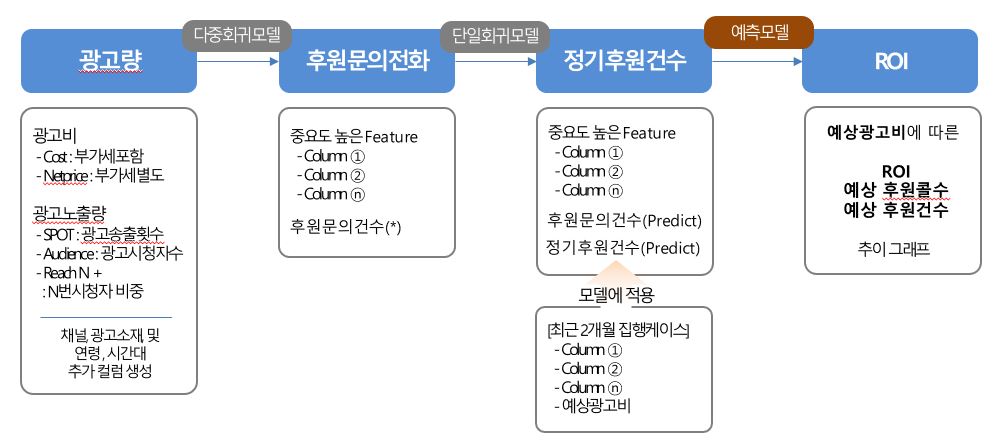 다중회귀모델
단일회귀모델
예측모델
광고량
후원문의전화
정기후원건수
ROI
광고비
- Cost : 부가세포함
- Netprice : 부가세별도
광고노출량
- SPOT : 광고송출횟수
- Audience : 광고시청자수
- Reach N +
: N번시청자 비중
채널, 광고소재, 및
연령, 시간대
추가 컬럼 생성
중요도 높은 Feature
- Column ①
- Column ②
- Column ⓝ
후원문의건수(*)
중요도 높은 Feature
- Column ①
- Column ②
- Column ⓝ
후원문의건수(Predict)
정기후원건수(Predict)
모델에 적용
[최근 2개월 집행케이스]
- Column ①
- Column ②
- Column ⓝ
- 예상광고비
예상광고비에 따른
ROI
예상 후원콜수
예상 후원건수
추이 그래프